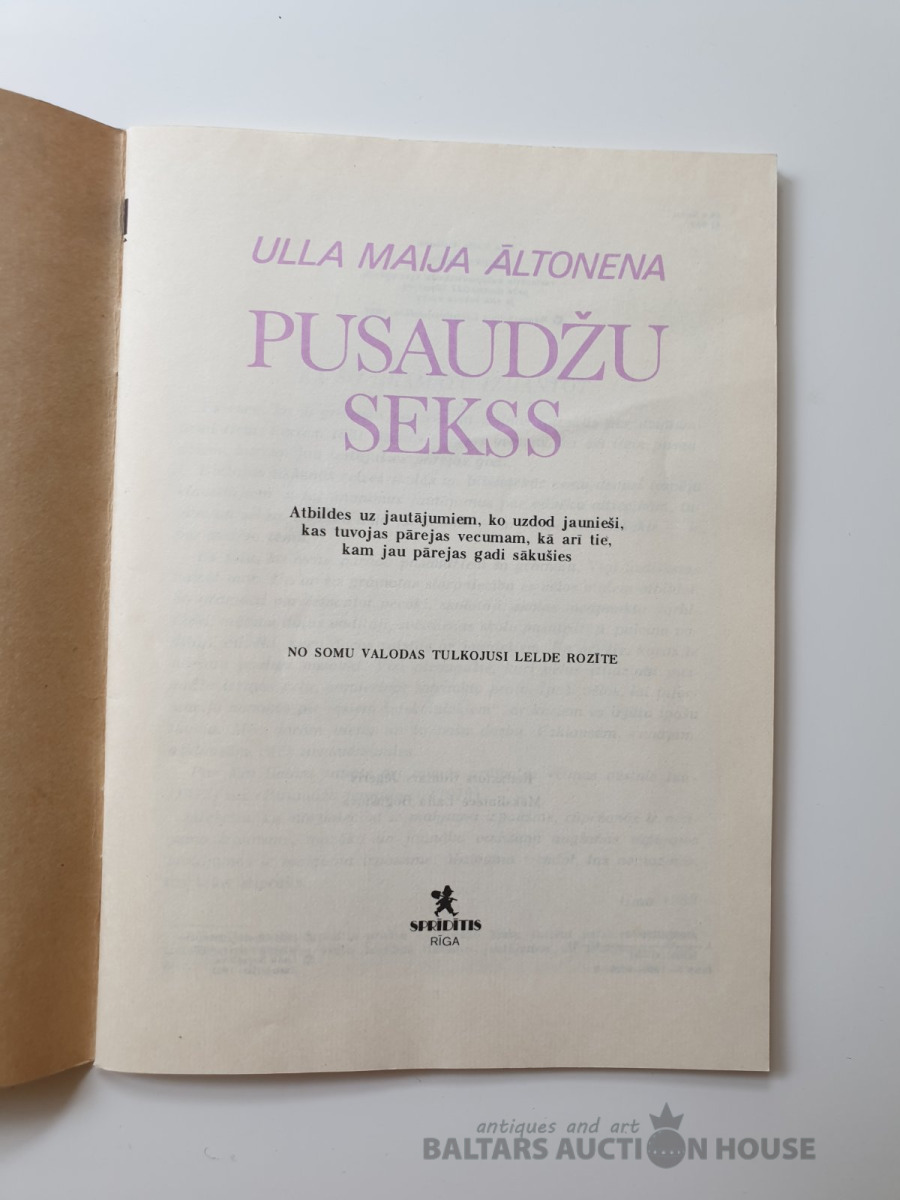 ULLA MAIJA ĀLTONENA
PUSAUDŽU
SEKSS
Atbildes uz jautājumiem, ko uzdod jaunieši,
kas tuvojas pārejas vecumam, kā arī tie,
kam jau pārejas gadi sākušies
NO SOMU VALODAS TULKOJUSI LELDE ROZĪTE
SPRĪDĪTIS
RĪGA
antiques and art
BALTARS AUCTION HOUSE